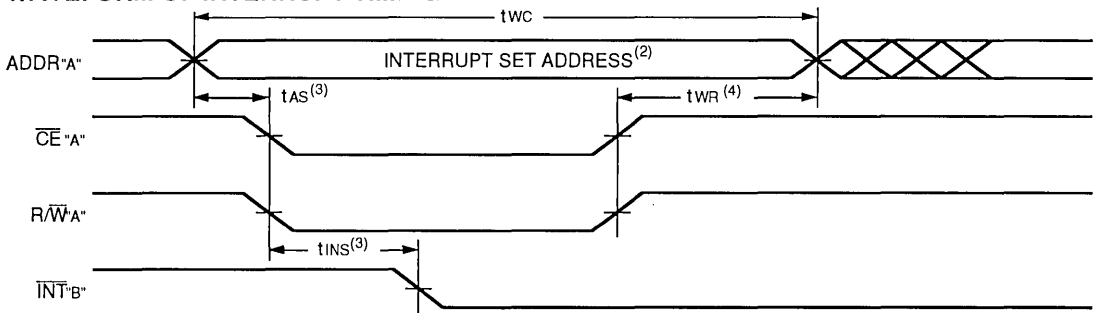 tWC
ADDR"A"
INTERRUPT SET ADDRESS(2)
tAS(3)
tWR(4)
CE"A"
R/W"A"
tINS(3)
INT"B"